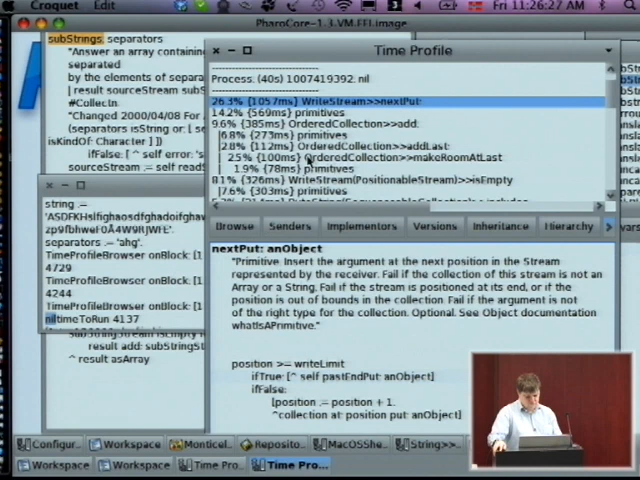 Croquet Edit
Fri 11:26:27 AM
PharoCore-1.3.VM.FFI.image
subStrings: separators
"Answer an array containing
separated
by the elements of separa
| result sourceStream subS
#Collectn
"Changed 2000/04/08 For A
(separators isString or: [ se
isKindOf: Character ] ])
ifFalse: [ ^ self error: 's
sourceStream := self readS
string :=
zp9fbhweF0Å4W9RJWFE'.
separators := 'ahg'.
TimeProfileBrowser onBlock: [1
4729
TimeProfileBrowser onBlock: [1
4244
TimeProfileBrowser onBlock: [1
niltimeToRun 4137
result add: subStringS
^ result asArray
Time Profile
Process: (40s) 1007419392: nil
26.3% {1057ms} WriteStream>>nextPut:
14.2% {569ms} primitives
9.6% {385ms} OrderedCollection>>add:
|6.8% {273ms} primitives
|2.8% {112ms} OrderedCollection>>addLast:
| 2.5% {100ms} OrderedCollection>>makeRoomAtLast
| 1.9% {78ms} primitives
8.1% {326ms} WriteStream(PositionableStream)>>isEmpty
|7.6% {303ms} primitives
Browse Senders Implementors Versions Inheritance Hierarchy
nextPut: anObject
"Primitive. Insert the argument at the next position in the Stream
represented by the receiver. Fail if the collection of this stream is not an
Array or a String. Fail if the stream is positioned at its end, or if the
position is out of bounds in the collection. Fail if the argument is not
of the right type for the collection. Optional. See Object documentation
whatIsAPrimitive."
position >= writeLimit
ifTrue: [^ self pastEndPut: anObject]
ifFalse:
[position := position + 1.
^collection at: position put: anObject]
Configur... Workspace Monticel... Reposito... MacOSShe... String>>...
Workspace Workspace Time Pro... Time Pro...